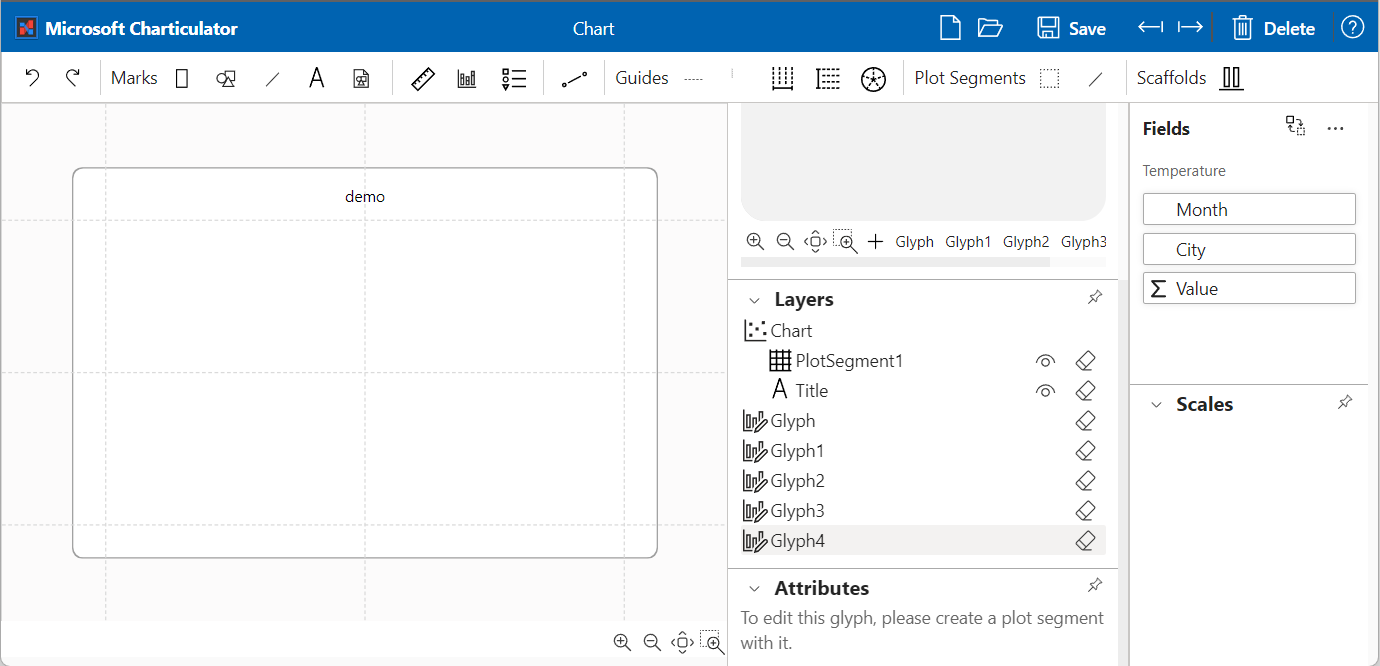 Microsoft Charticulator Chart Save Delete
Marks Guides Plot Segments Scaffolds
demo
Glyph Glyph1 Glyph2 Glyph3
Layers
Chart
PlotSegment1
Title
Glyph
Glyph1
Glyph2
Glyph3
Glyph4
Attributes
To edit this glyph, please create a plot segment
with it.
Fields
Temperature
Month
City
Value
Scales